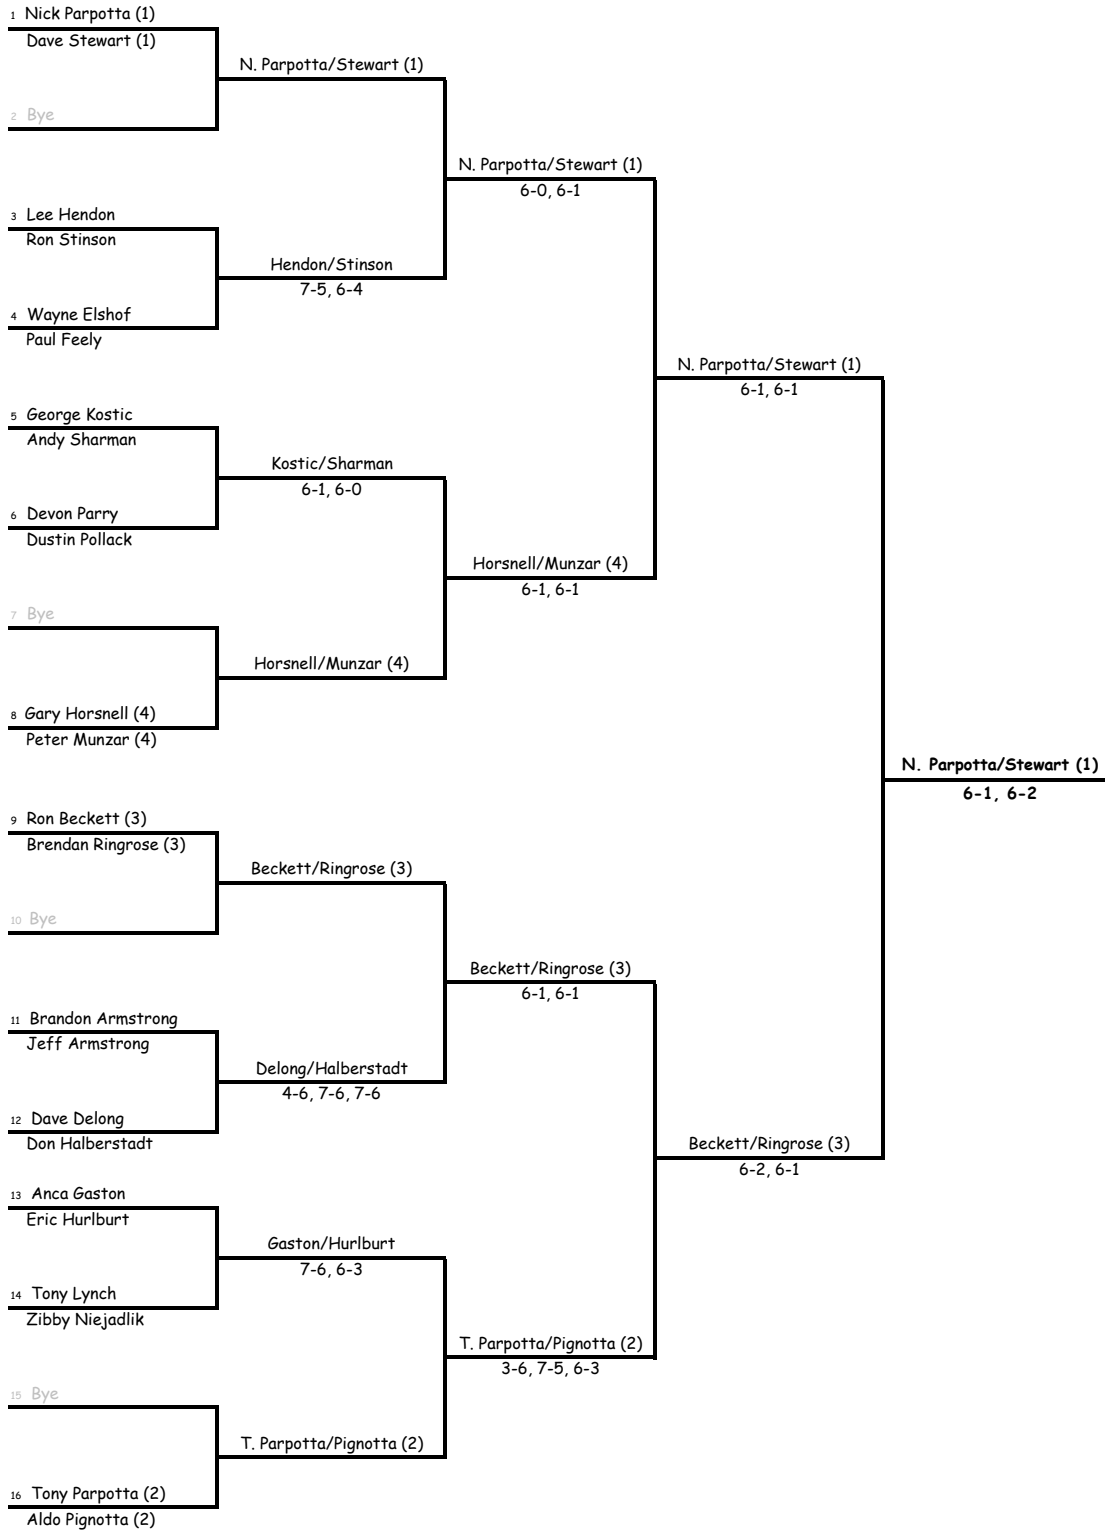 1 Nick Parpotta (1)
Dave Stewart (1)
N. Parpotta/Stewart (1)
2 Bye
N. Parpotta/Stewart (1)
6-0, 6-1
3 Lee Hendon
Ron Stinson
Hendon/Stinson
7-5, 6-4
4 Wayne Elshof
Paul Feely
N. Parpotta/Stewart (1)
6-1, 6-1
5 George Kostic
Andy Sharman
Kostic/Sharman
6-1, 6-0
6 Devon Parry
Dustin Pollack
Horsnell/Munzar (4)
6-1, 6-1
7 Bye
Horsnell/Munzar (4)
8 Gary Horsnell (4)
Peter Munzar (4)
N. Parpotta/Stewart (1)
6-1, 6-2
9 Ron Beckett (3)
Brendan Ringrose (3)
Beckett/Ringrose (3)
10 Bye
Beckett/Ringrose (3)
6-1, 6-1
11 Brandon Armstrong
Jeff Armstrong
Delong/Halberstadt
4-6, 7-6, 7-6
12 Dave Delong
Don Halberstadt
Beckett/Ringrose (3)
6-2, 6-1
13 Anca Gaston
Eric Hurlburt
Gaston/Hurlburt
7-6, 6-3
14 Tony Lynch
Zibby Niejadlik
T. Parpotta/Pignotta (2)
3-6, 7-5, 6-3
15 Bye
T. Parpotta/Pignotta (2)
16 Tony Parpotta (2)
Aldo Pignotta (2)